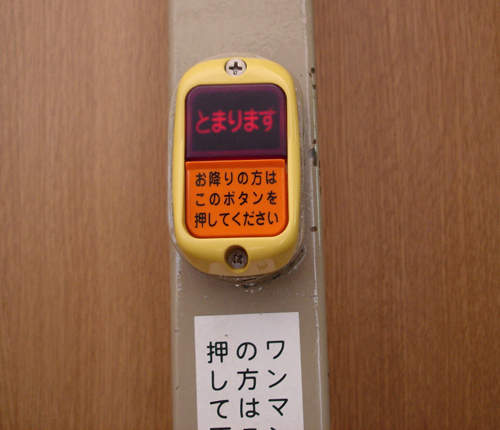 とまります
お降りの方は
このボタンを
押してください
ワンマン
の方は
押して